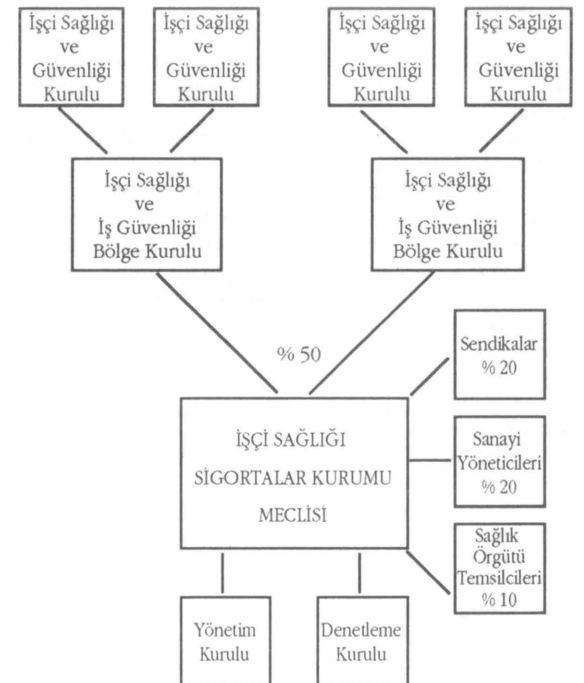 İşçi Sağlığı
ve
Güvenliği
Kurulu
İşçi Sağlığı
ve
Güvenliği
Kurulu
İşçi Sağlığı
ve
Güvenliği
Kurulu
İşçi Sağlığı
ve
Güvenliği
Kurulu
İşçi Sağlığı
ve
İş Güvenliği
Bölge Kurulu
İşçi Sağlığı
ve
İş Güvenliği
Bölge Kurulu
% 50
Sendikalar
% 20
İŞÇİ SAĞLIĞI
SİGORTALAR KURUMU
MECLİSİ
Sanayi
Yöneticileri
% 20
Sağlık
Örgütü
Temsilcileri
% 10
Yönetim
Kurulu
Denetleme
Kurulu